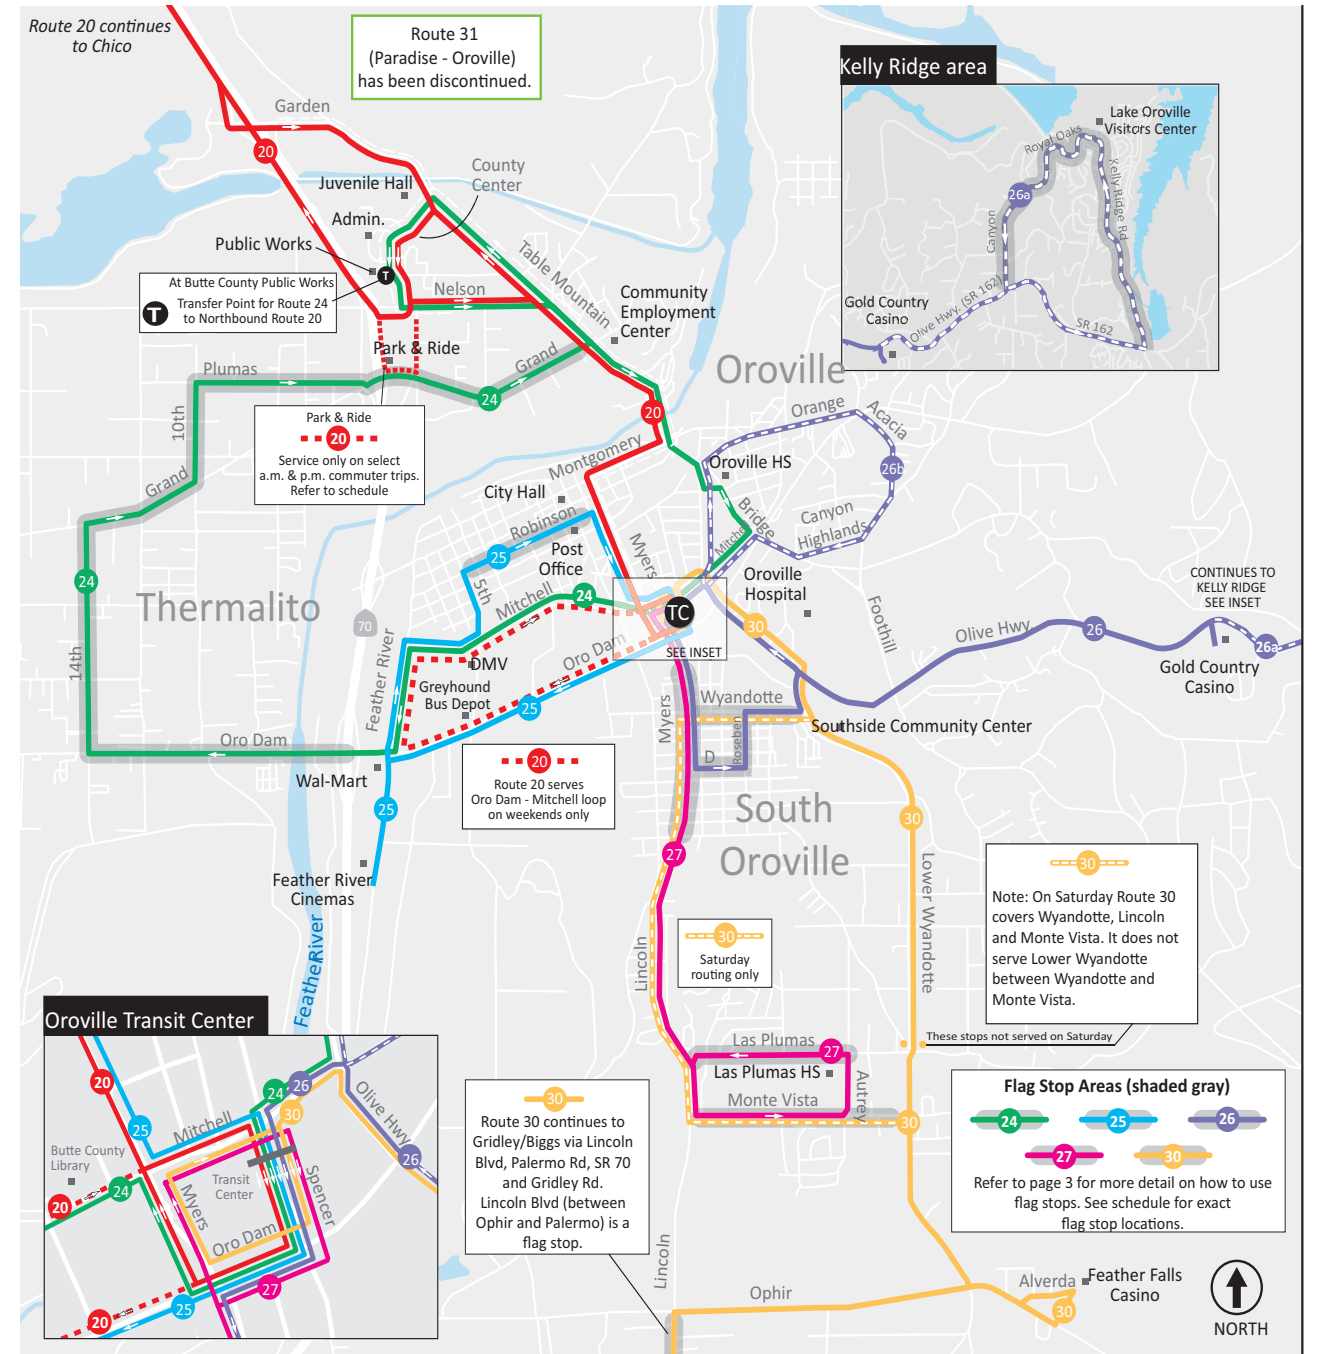 Route 20 continues
to Chico
Route 31
(Paradise - Oroville)
has been discontinued.
Kelly Ridge area
Lake Oroville
Visitors Center
Royal Oaks
Kelly Ridge Rd
26a
Canyon
Gold Country
Casino
Olive Hwy. (SR 162)
SR 162
Garden
20
County
Center
Juvenile Hall
Admin.
Public Works
T
At Butte County Public Works
T
Transfer Point for Route 24
to Northbound Route 20
Nelson
Table Mountain
Community
Employment
Center
Park & Ride
Plumas
Grand
24
10th
Grand
Park & Ride
20
Service only on select
a.m. & p.m. commuter trips.
Refer to schedule
20
Oroville
Orange
Acacia
26b
Oroville HS
Montgomery
City Hall
Robinson
25
Post
Office
Myers
Bridge
Mitchell
Canyon
Highlands
Oroville
Hospital
24
Thermalito
5th
Mitchell
24
TC
SEE INSET
30
Foothill
Olive Hwy
26
CONTINUES TO
KELLY RIDGE
SEE INSET
26a
Gold Country
Casino
70
Feather River
14th
DMV
Greyhound
Bus Depot
Oro Dam
25
Oro Dam
Wal-Mart
25
Feather River
Cinemas
20
Route 20 serves
Oro Dam - Mitchell loop
on weekends only
Myers
Wyandotte
D
Roseben
Southside Community Center
South
Oroville
27
30
Lower Wyandotte
30
Note: On Saturday Route 30
covers Wyandotte, Lincoln
and Monte Vista. It does not
serve Lower Wyandotte
between Wyandotte and
Monte Vista.
30
Saturday
routing only
Lincoln
These stops not served on Saturday
Las Plumas
27
Las Plumas HS
Monte Vista
Autrey
30
Feather River
Flag Stop Areas (shaded gray)
24
25
26
27
30
Refer to page 3 for more detail on how to use
flag stops. See schedule for exact
flag stop locations.
30
Route 30 continues to
Gridley/Biggs via Lincoln
Blvd, Palermo Rd, SR 70
and Gridley Rd.
Lincoln Blvd (between
Ophir and Palermo) is a
flag stop.
Lincoln
Ophir
Alverda
Feather Falls
Casino
30
NORTH
Oroville Transit Center
20
25
Mitchell
24
26
30
Olive Hwy
26
Butte County
Library
20
24
Transit
Center
Myers
Spencer
Oro Dam
27
25
20